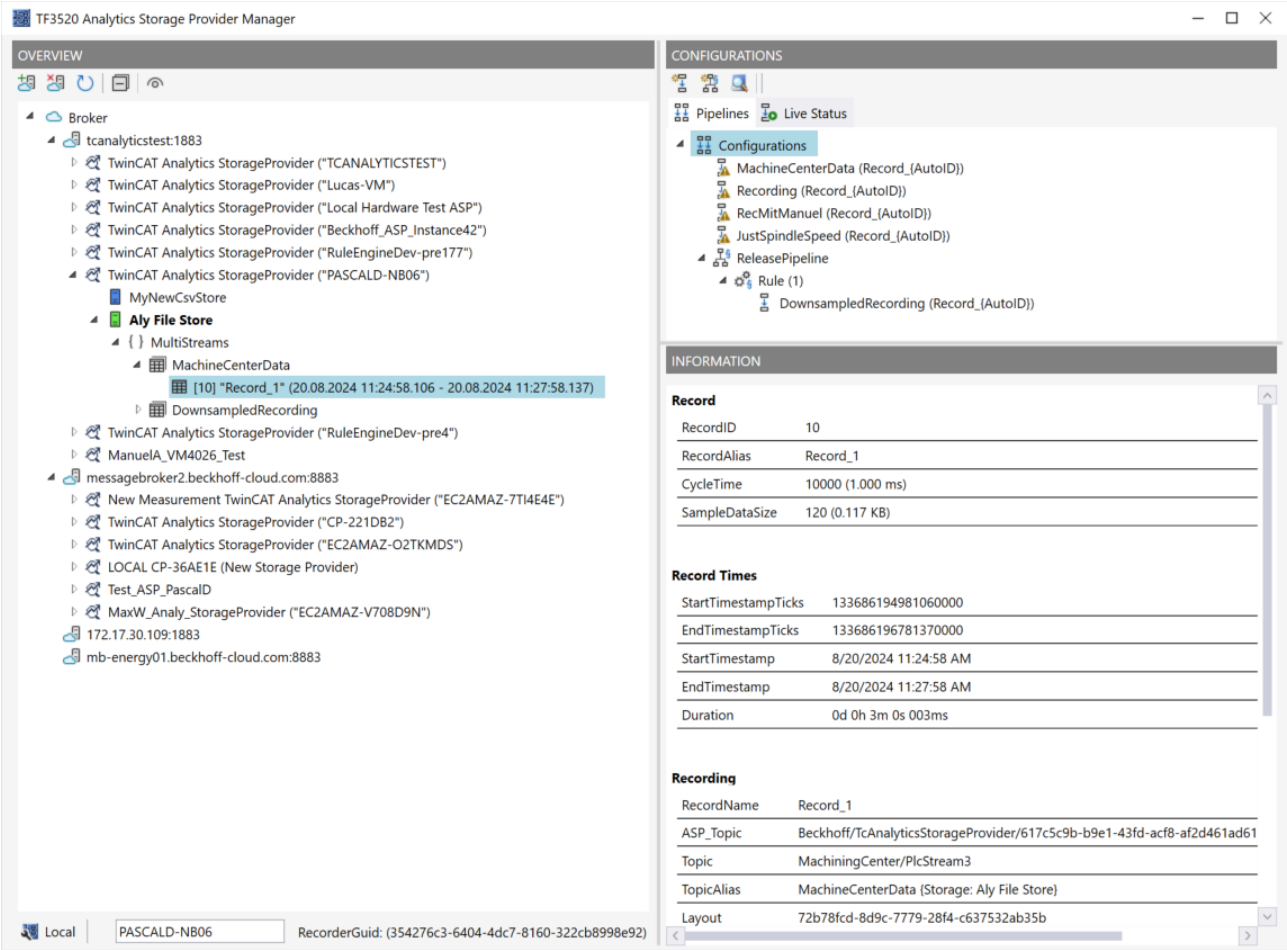 TF3520 Analytics Storage Provider Manager
OVERVIEW
Broker
tcanalyticstest:1883
TwinCAT Analytics StorageProvider ("TCANALYTICSTEST")
TwinCAT Analytics StorageProvider ("Lucas-VM")
TwinCAT Analytics StorageProvider ("Local Hardware Test ASP")
TwinCAT Analytics StorageProvider ("Beckhoff_ASP_Instance42")
TwinCAT Analytics StorageProvider ("RuleEngineDev-pre177")
TwinCAT Analytics StorageProvider ("PASCALD-NB06")
MyNewCsvStore
Aly File Store
{ } MultiStreams
MachineCenterData
[10] "Record_1" (20.08.2024 11:24:58.106 - 20.08.2024 11:27:58.137)
DownsampledRecording
TwinCAT Analytics StorageProvider ("RuleEngineDev-pre4")
ManuelA_VM4026_Test
messagebroker2.beckhoff-cloud.com:8883
New Measurement TwinCAT Analytics StorageProvider ("EC2AMAZ-7TI4E4E")
TwinCAT Analytics StorageProvider ("CP-221DB2")
TwinCAT Analytics StorageProvider ("EC2AMAZ-O2TKMDS")
LOCAL CP-36AE1E (New Storage Provider)
Test_ASP_PascalD
MaxW_Analy_StorageProvider ("EC2AMAZ-V708D9N")
172.17.30.109:1883
mb-energy01.beckhoff-cloud.com:8883
Local
PASCALD-NB06
RecorderGuid: (354276c3-6404-4dc7-8160-322cb8998e92)
CONFIGURATIONS
Pipelines
Live Status
Configurations
MachineCenterData (Record_{AutoID})
Recording (Record_{AutoID})
RecMitManuel (Record_{AutoID})
JustSpindleSpeed (Record_{AutoID})
ReleasePipeline
Rule (1)
DownsampledRecording (Record_{AutoID})
INFORMATION
Record
RecordID 10
RecordAlias Record_1
CycleTime 10000 (1.000 ms)
SampleDataSize 120 (0.117 KB)
Record Times
StartTimestampTicks 133686194981060000
EndTimestampTicks 133686196781370000
StartTimestamp 8/20/2024 11:24:58 AM
EndTimestamp 8/20/2024 11:27:58 AM
Duration 0d 0h 3m 0s 003ms
Recording
RecordName Record_1
ASP_Topic Beckhoff/TcAnalyticsStorageProvider/617c5c9b-b9e1-43fd-acf8-af2d461ad61
Topic MachiningCenter/PlcStream3
TopicAlias MachineCenterData {Storage: Aly File Store}
Layout 72b78fcd-8d9c-7779-28f4-c637532ab35b